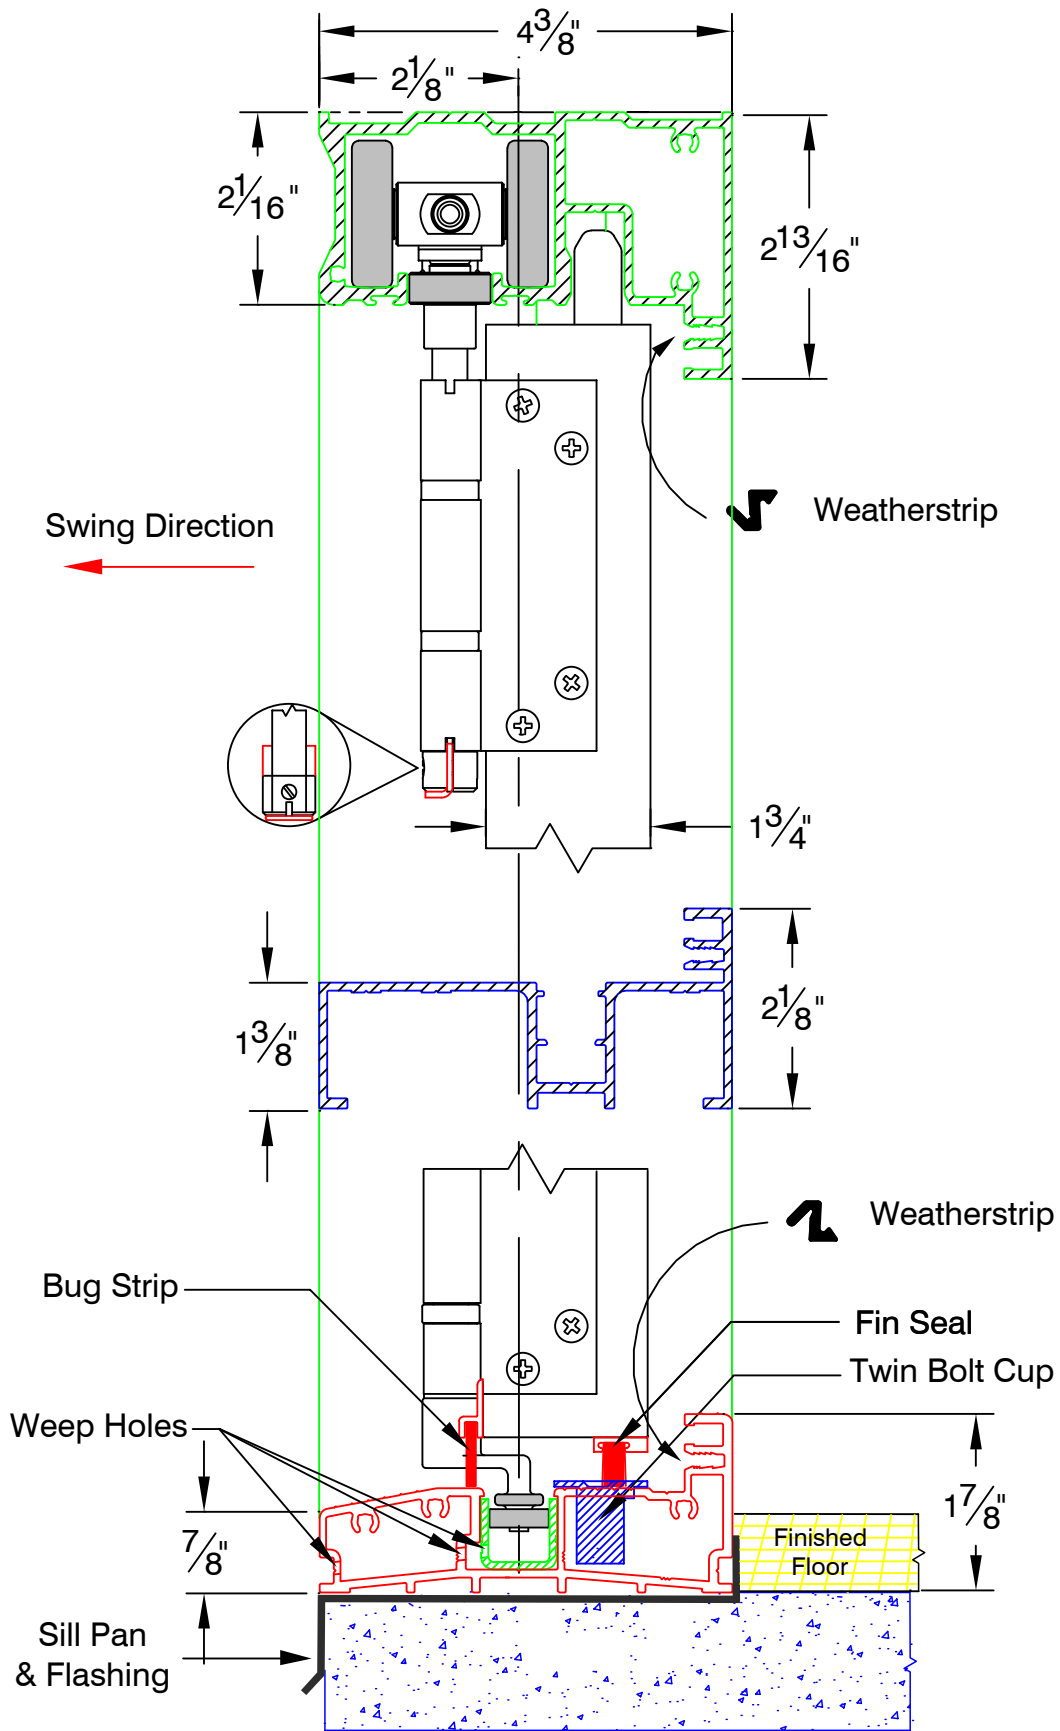 4 3/8"
2 1/8"
2 1/16"
2 13/16"
Weatherstrip
Swing Direction
1 3/4"
2 1/8"
1 3/8"
Weatherstrip
Bug Strip
Fin Seal
Twin Bolt Cup
Weep Holes
1 7/8"
7/8"
Finished
Floor
Sill Pan
& Flashing